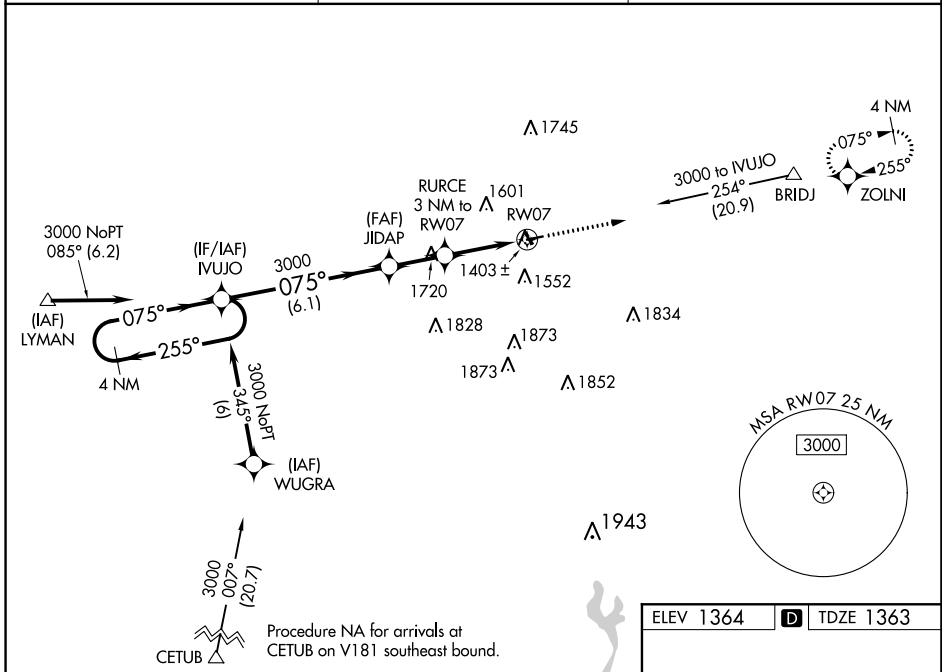 4 NM
075°
255°
ZOLNI
1745
3000 to IVUJO
254°
(20.9)
BRIDJ
RURCE
3 NM to
RW07
1601
RW07
(FAF)
JIDAP
3000 NoPT
085° (6.2)
(IF/IAF)
IVUJO
3000
075°
(6.1)
1403 ±
1720
1552
(IAF)
LYMAN
075°
255°
4 NM
1828
1873
1873
1834
1852
3000 NoPT
345°
(6)
(IAF)
WUGRA
MSA RW07 25 NM
3000
1943
3000
007°
(20.7)
CETUB
Procedure NA for arrivals at
CETUB on V181 southeast bound.
ELEV 1364 D TDZE 1363